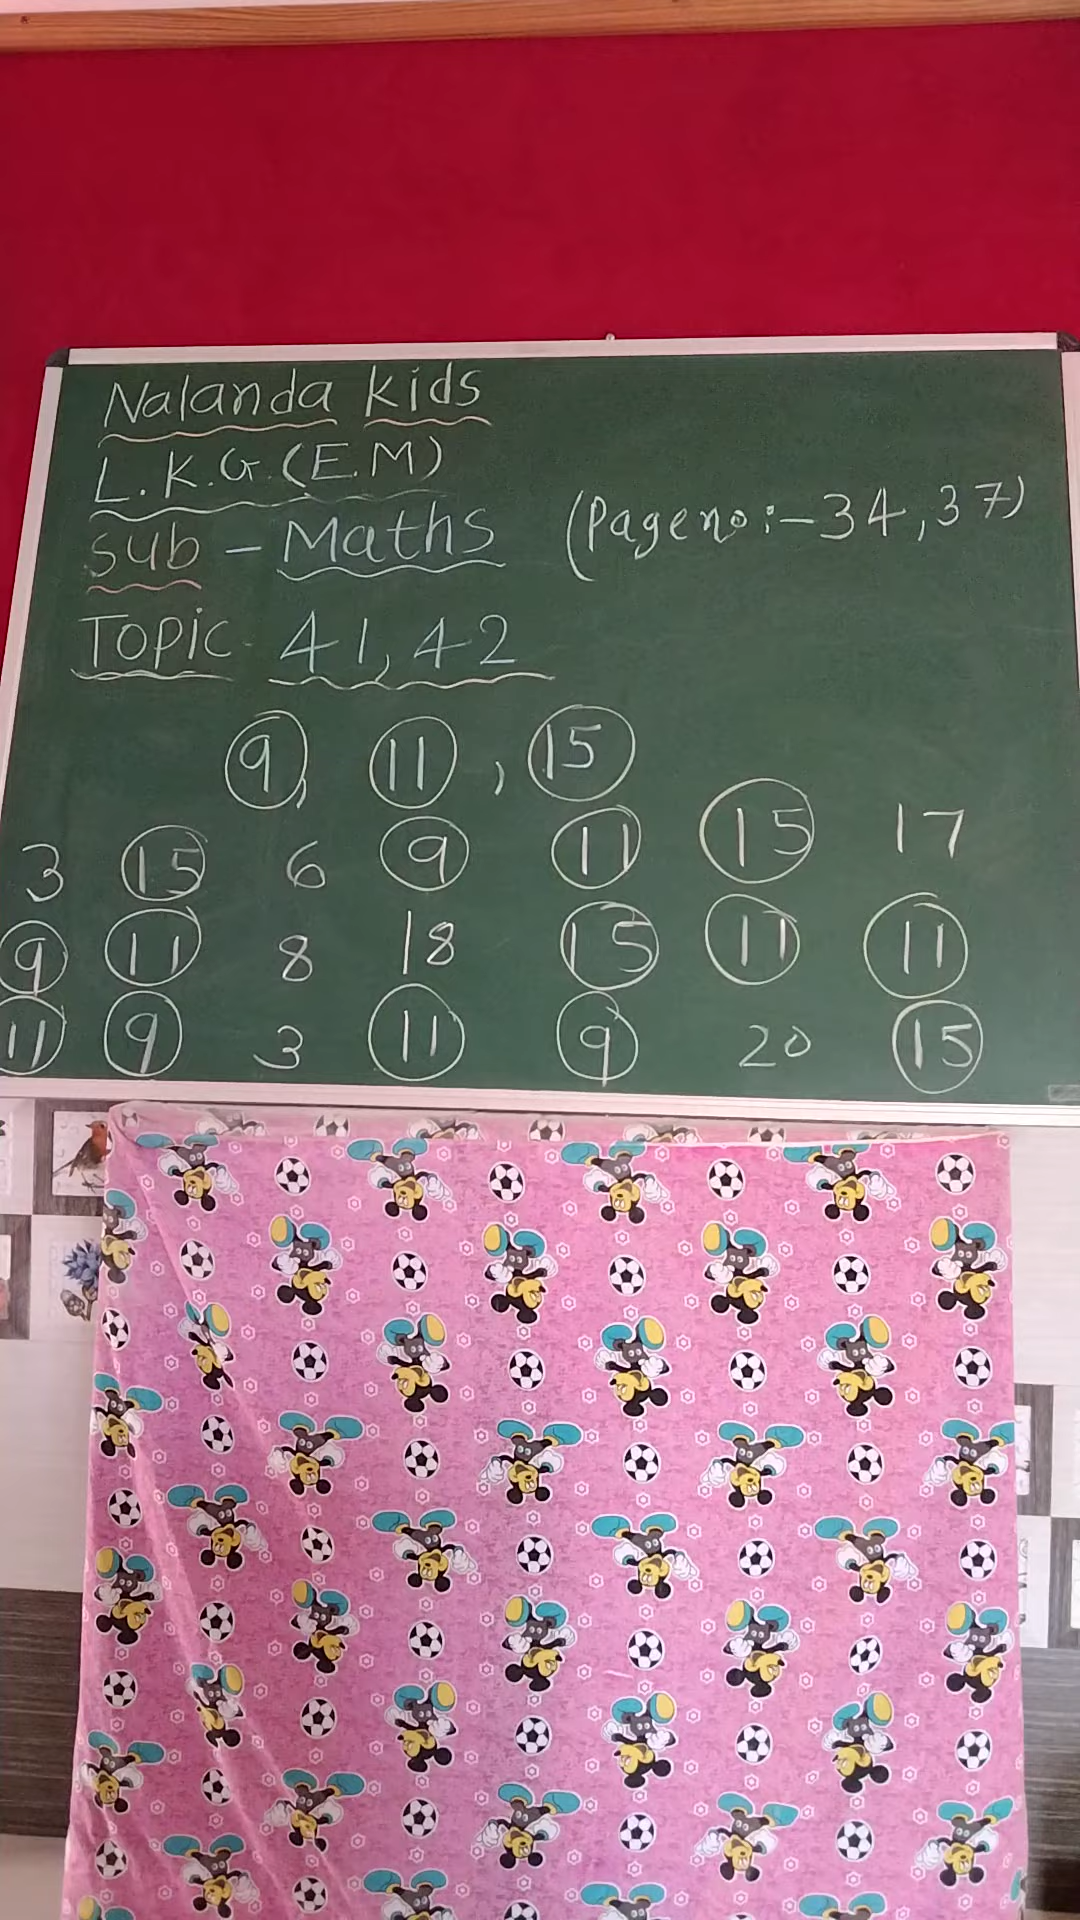 Nalanda kids
L.K.G.(E.M)
Sub - Maths (Page no :- 34, 37)
Topic - 41, 42
9, 11, 15
3 15 6 9 11 15 17
9 11 8 18 15 11 11
11 9 3 11 9 20 15